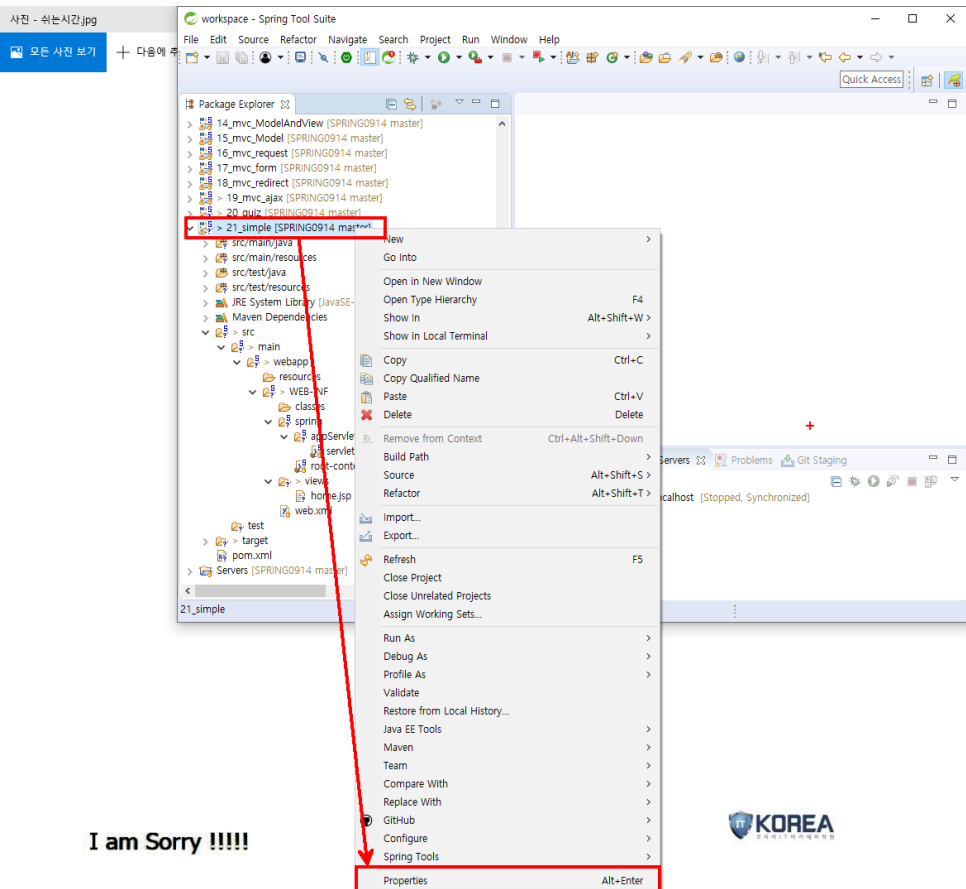 사진 - 쉬는시간.jpg
모든 사진 보기
다음에 추
workspace - Spring Tool Suite
File Edit Source Refactor Navigate Search Project Run Window Help
Quick Access
Package Explorer
14_mvc_ModelAndView [SPRING0914 master]
15_mvc_Model [SPRING0914 master]
16_mvc_request [SPRING0914 master]
17_mvc_form [SPRING0914 master]
18_mvc_redirect [SPRING0914 master]
> 19_mvc_ajax [SPRING0914 master]
> 20_quiz [SPRING0914 master]
> 21_simple [SPRING0914 master]
src/main/java
src/main/resources
src/test/java
src/test/resources
JRE System Library [JavaSE-
Maven Dependencies
> src
> main
> webapp
resources
> WEB-INF
classes
> spring
> appServlet
servlet
root-conte
> views
home.jsp
web.xml
test
> target
pom.xml
Servers [SPRING0914 master]
21_simple
New
Go Into
Open in New Window
Open Type Hierarchy F4
Show In Alt+Shift+W >
Show in Local Terminal
Copy Ctrl+C
Copy Qualified Name
Paste Ctrl+V
Delete Delete
Remove from Context Ctrl+Alt+Shift+Down
Build Path
Source Alt+Shift+S >
Refactor Alt+Shift+T >
Import...
Export...
Refresh F5
Close Project
Close Unrelated Projects
Assign Working Sets...
Run As
Debug As
Profile As
Validate
Restore from Local History...
Java EE Tools
Maven
Team
Compare With
Replace With
GitHub
Configure
Spring Tools
Properties Alt+Enter
Servers Problems Git Staging
calhost [Stopped, Synchronized]
I am Sorry !!!!!
IT KOREA